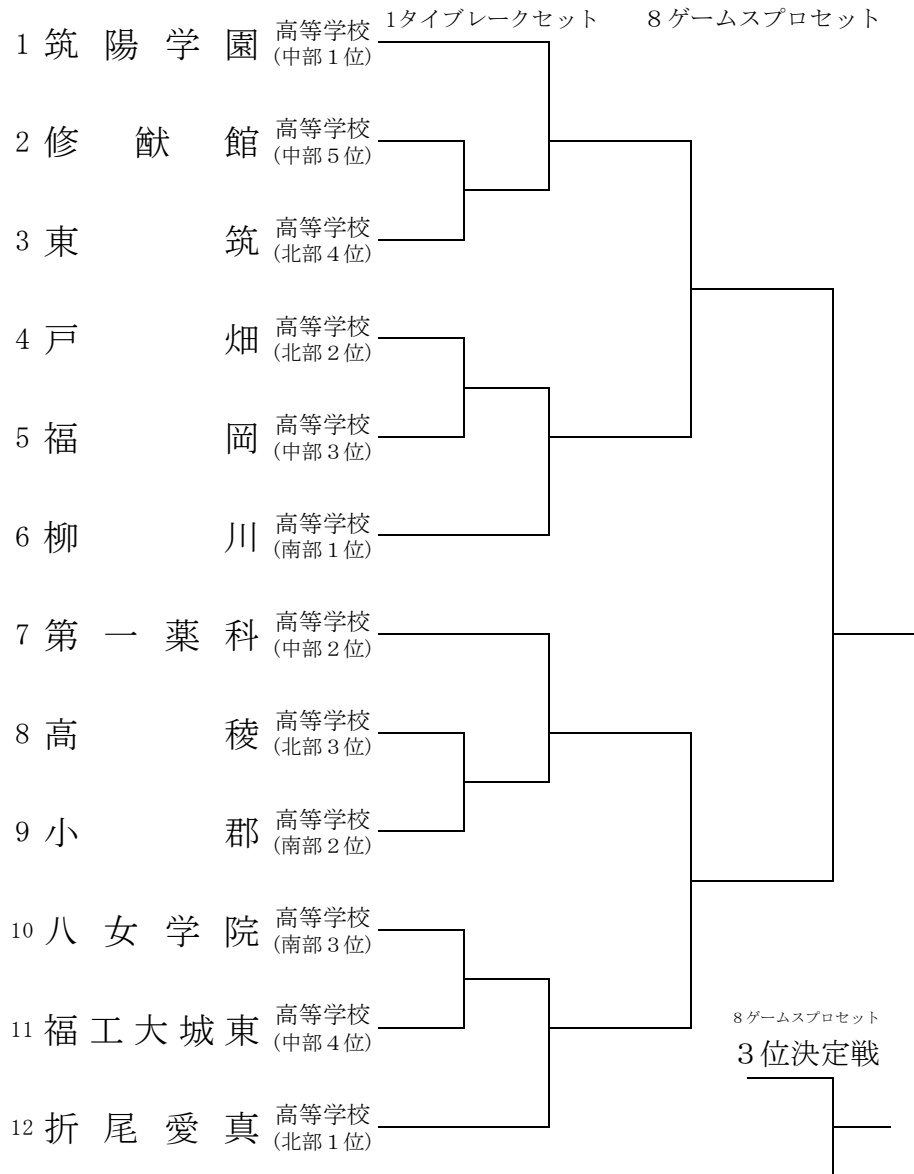 1タイブレークセット 8ゲームスプロセット
1 筑陽学園 高等学校
(中部1位)
2 修猷館 高等学校
(中部5位)
3 東筑 高等学校
(北部4位)
4 戸畑 高等学校
(北部2位)
5 福岡 高等学校
(中部3位)
6 柳川 高等学校
(南部1位)
7 第一薬科 高等学校
(中部2位)
8 高稜 高等学校
(北部3位)
9 小郡 高等学校
(南部2位)
10 八女学院 高等学校
(南部3位)
11 福工大城東 高等学校
(中部4位)
12 折尾愛真 高等学校
(北部1位)
8ゲームスプロセット
3位決定戦